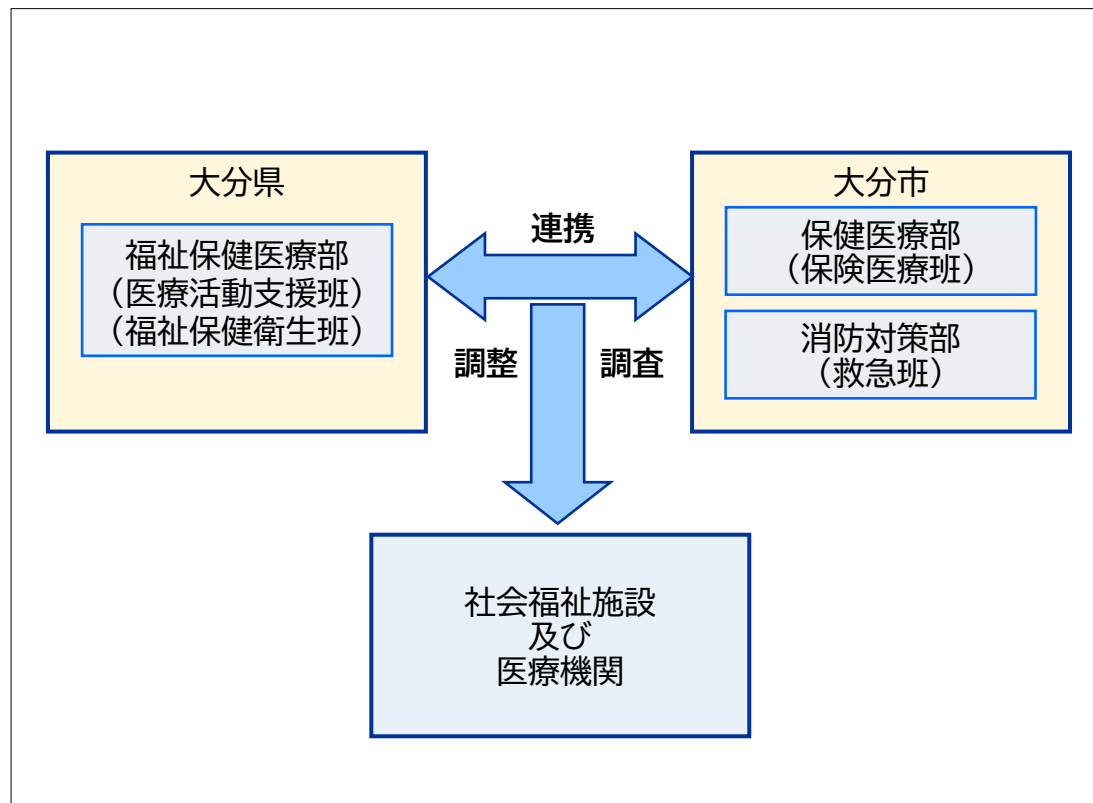 大分県
福祉保健医療部
（医療活動支援班）
（福祉保健衛生班）
連携
調整
調査
大分市
保健医療部
（保険医療班）
消防対策部
（救急班）
社会福祉施設
及び
医療機関